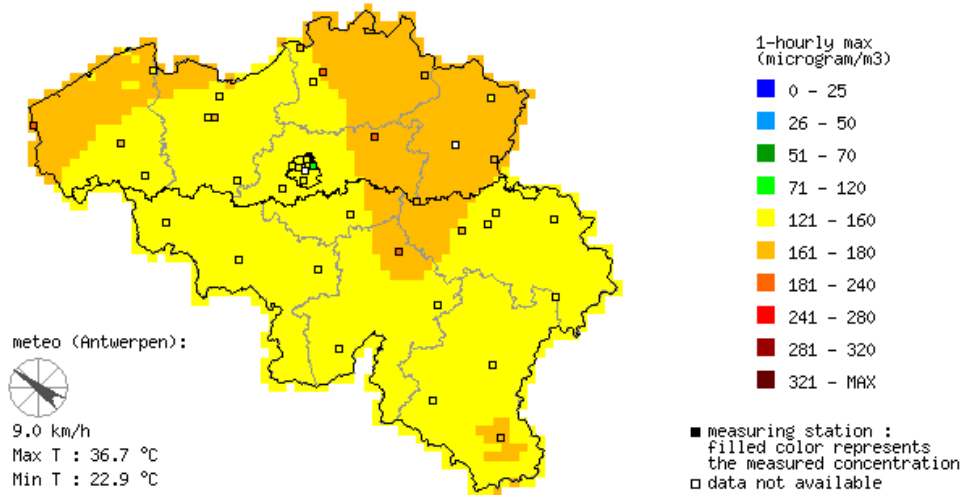 1-hourly max
(microgram/m3)
0 - 25
26 - 50
51 - 70
71 - 120
121 - 160
161 - 180
181 - 240
241 - 280
281 - 320
321 - MAX
meteo (Antwerpen):
9.0 km/h
Max T : 36.7 °C
Min T : 22.9 °C
measuring station :
filled color represents
the measured concentration
data not available